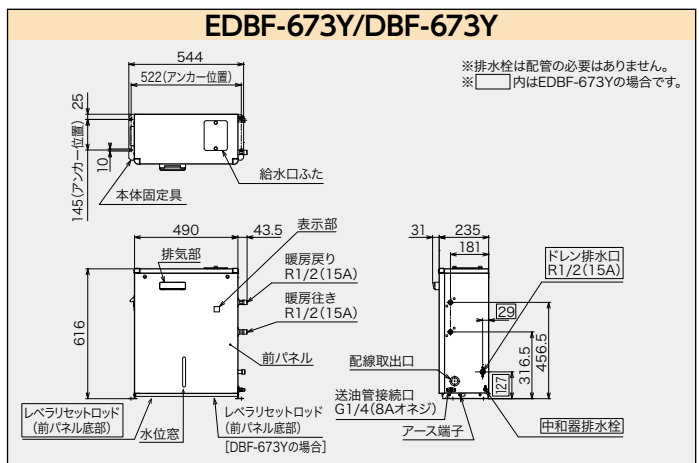 EDBF-673Y/DBF-673Y
※排水栓は配管の必要はありません。
※ 内はEDBF-673Yの場合です。
544
522(アンカー位置)
25
145(アンカー位置)
10
給水口ふた
本体固定具
490
43.5
表示部
排気部
暖房戻り
R1/2(15A)
暖房往き
R1/2(15A)
616
前パネル
レベラリセットロッド
(前パネル底部)
水位窓
レベラリセットロッド
(前パネル底部)
[DBF-673Yの場合]
31
235
181
ドレン排水口
R1/2(15A)
29
456.5
316.5
127
配線取出口
送油管接続口
G1/4(8Aオネジ)
アース端子
中和器排水栓